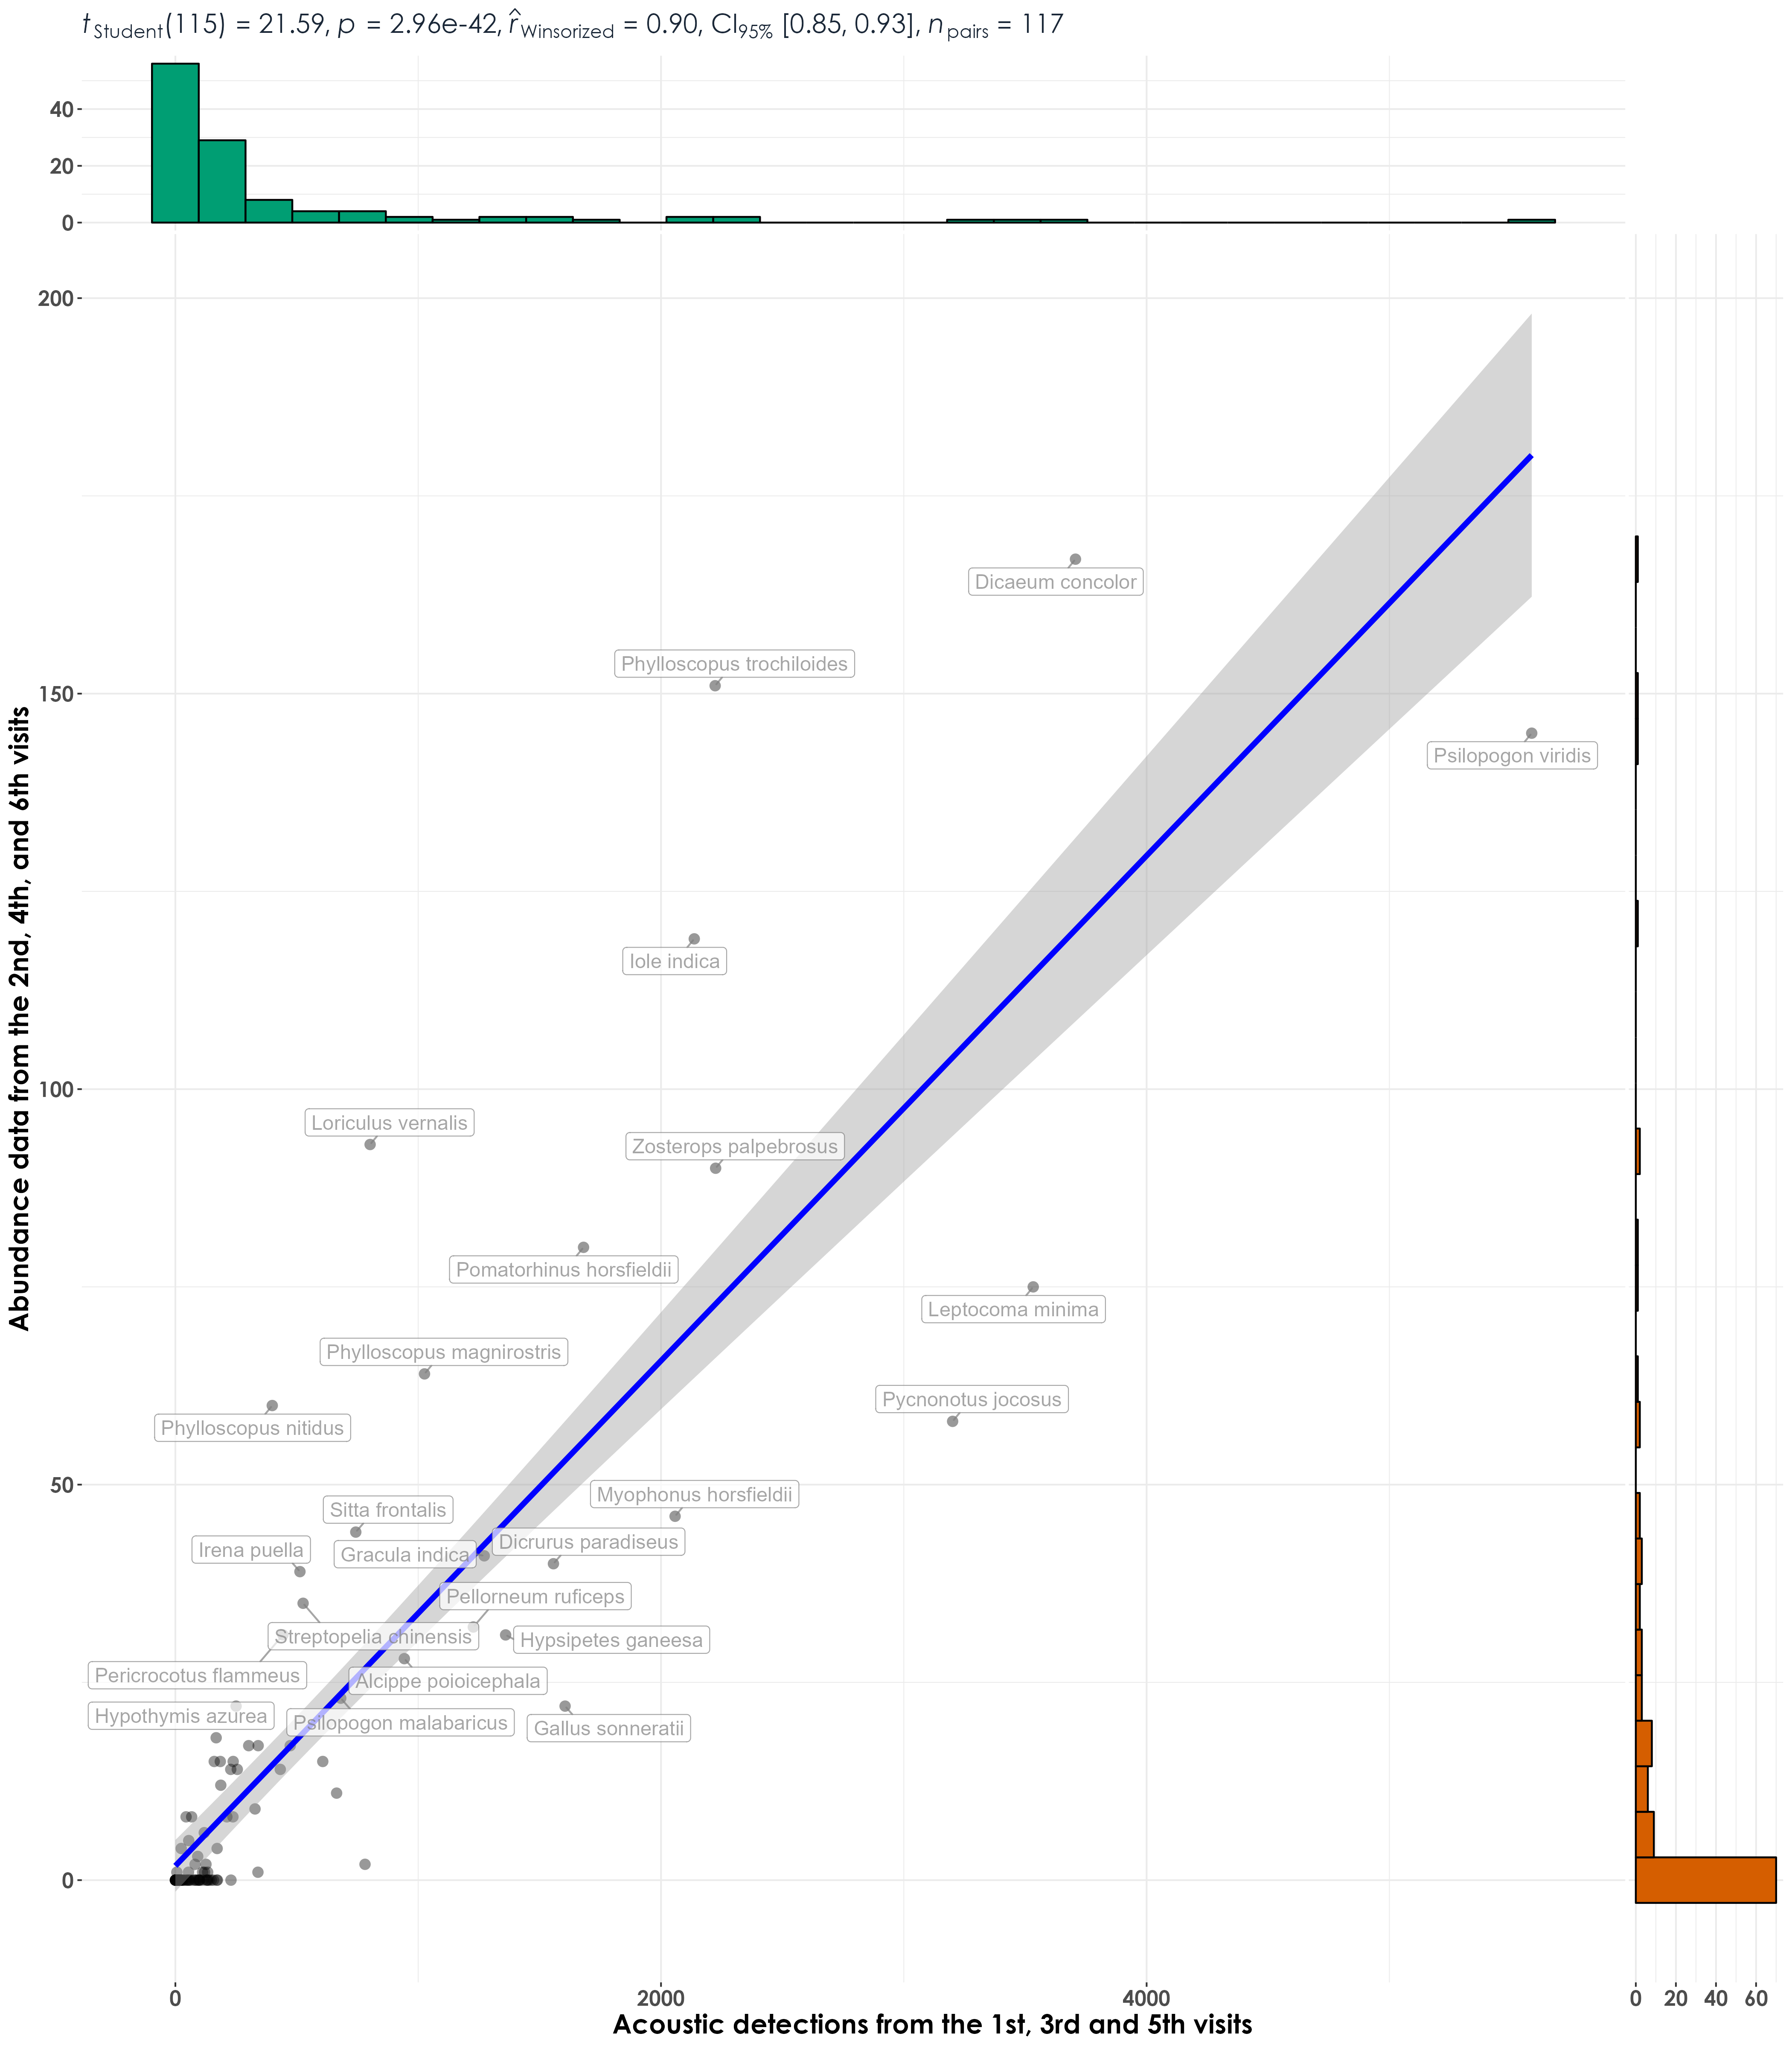 t Student(115) = 21.59, p = 2.96e-42, r̂ Winsorized = 0.90, CI95% [0.85, 0.93], n pairs = 117
40
20
0
200
Dicaeum concolor
Phylloscopus trochiloides
150
Psilopogon viridis
Iole indica
100
Loriculus vernalis
Zosterops palpebrosus
Pomatorhinus horsfieldii
Leptocoma minima
Phylloscopus magnirostris
Pycnonotus jocosus
Phylloscopus nitidus
50
Myophonus horsfieldii
Sitta frontalis
Dicrurus paradiseus
Irena puella
Gracula indica
Pellorneum ruficeps
Streptopelia chinensis
Hypsipetes ganeesa
Pericrocotus flammeus
Alcippe poioicephala
Hypothymis azurea
Psilopogon malabaricus
Gallus sonneratii
0
Abundance data from the 2nd, 4th, and 6th visits
0 2000 4000
0 20 40 60
Acoustic detections from the 1st, 3rd and 5th visits